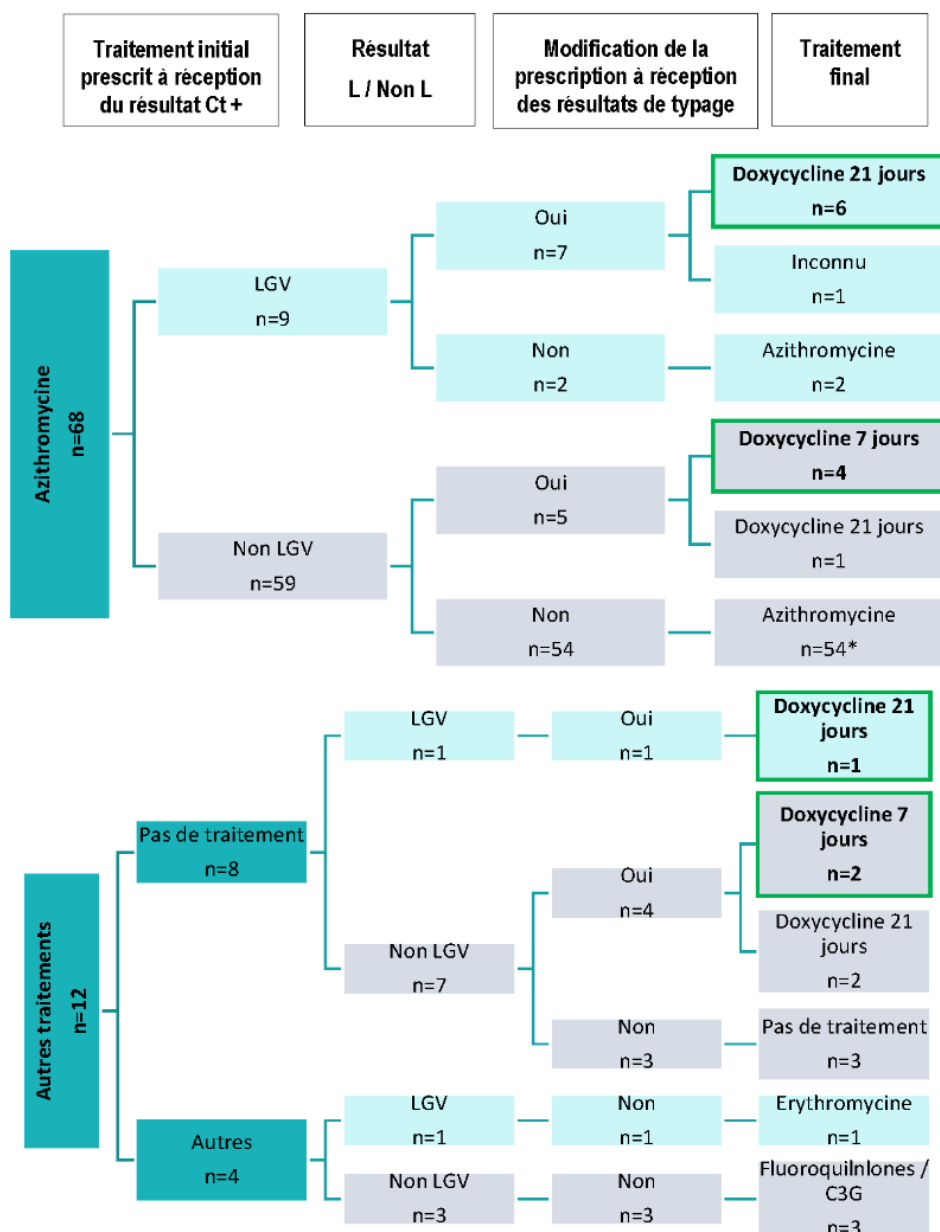 Traitement initial
prescrit à réception
du résultat Ct +
Résultat
L / Non L
Modification de la
prescription à réception
des résultats de typage
Traitement
final
Azithromycine
n=68
LGV
n=9
Oui
n=7
Doxycycline 21 jours
n=6
Inconnu
n=1
Non
n=2
Azithromycine
n=2
Non LGV
n=59
Oui
n=5
Doxycycline 7 jours
n=4
Doxycycline 21 jours
n=1
Non
n=54
Azithromycine
n=54*
Autres traitements
n=12
Pas de traitement
n=8
LGV
n=1
Oui
n=1
Doxycycline 21
jours
n=1
Non LGV
n=7
Oui
n=4
Doxycycline 7
jours
n=2
Doxycycline 21
jours
n=2
Non
n=3
Pas de traitement
n=3
Autres
n=4
LGV
n=1
Non
n=1
Erythromycine
n=1
Non LGV
n=3
Non
n=3
Fluoroquilnlones /
C3G
n=3